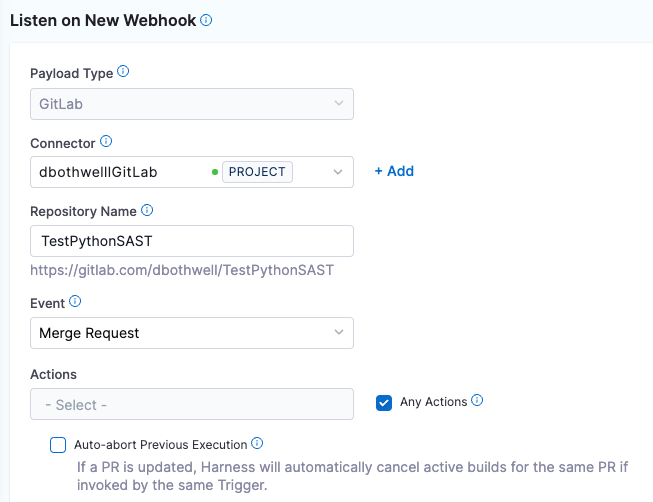 Listen on New Webhook
Payload Type
GitLab
Connector
dbothwelllGitLab PROJECT
+ Add
Repository Name
TestPythonSAST
https://gitlab.com/dbothwell/TestPythonSAST
Event
Merge Request
Actions
- Select -
Any Actions
Auto-abort Previous Execution
If a PR is updated, Harness will automatically cancel active builds for the same PR if
invoked by the same Trigger.